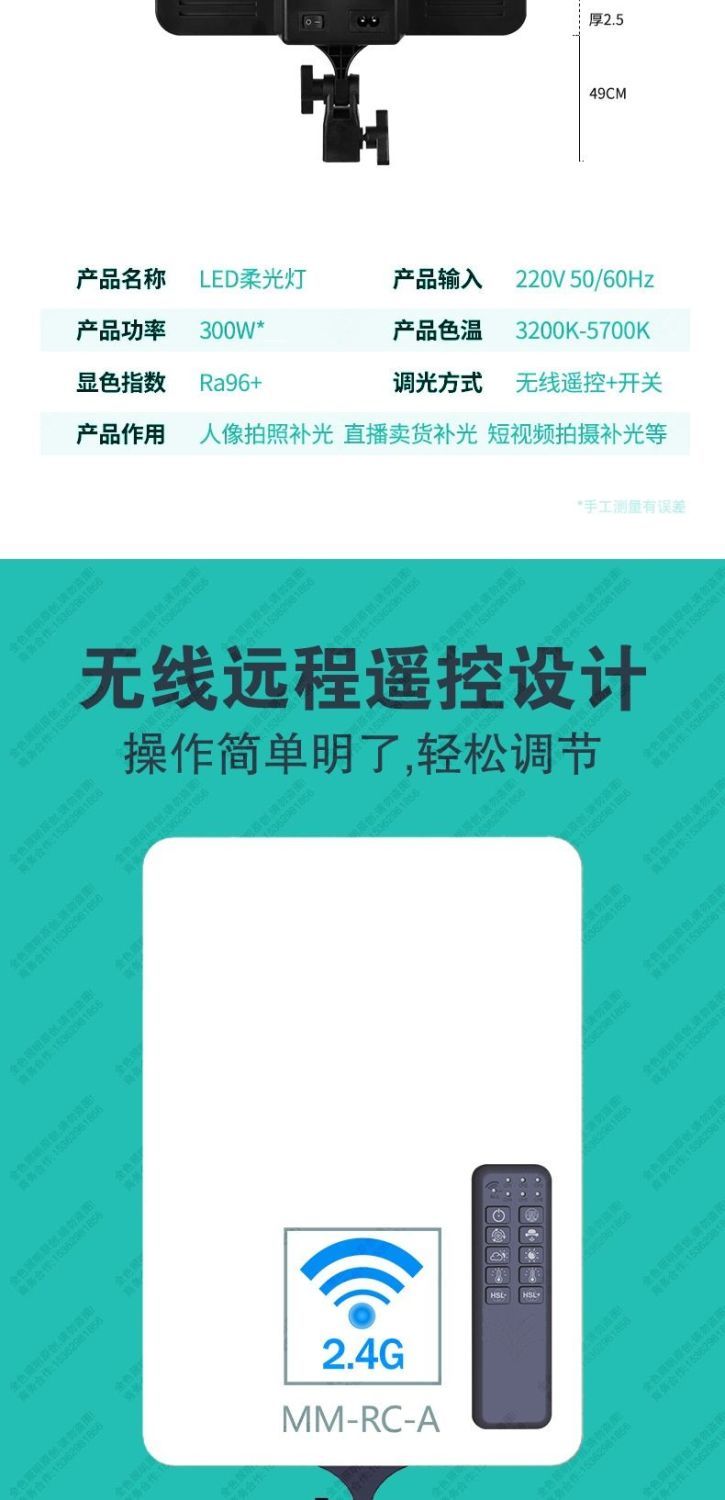 厚2.5
49CM
产品名称 LED柔光灯 产品输入 220V 50/60Hz
产品功率 300W* 产品色温 3200K-5700K
显色指数 Ra96+ 调光方式 无线遥控+开关
产品作用 人像拍照补光 直播卖货补光 短视频拍摄补光等
*手工测量有误差
无线远程遥控设计
操作简单明了,轻松调节
HSL- HSL+
2.4G
MM-RC-A